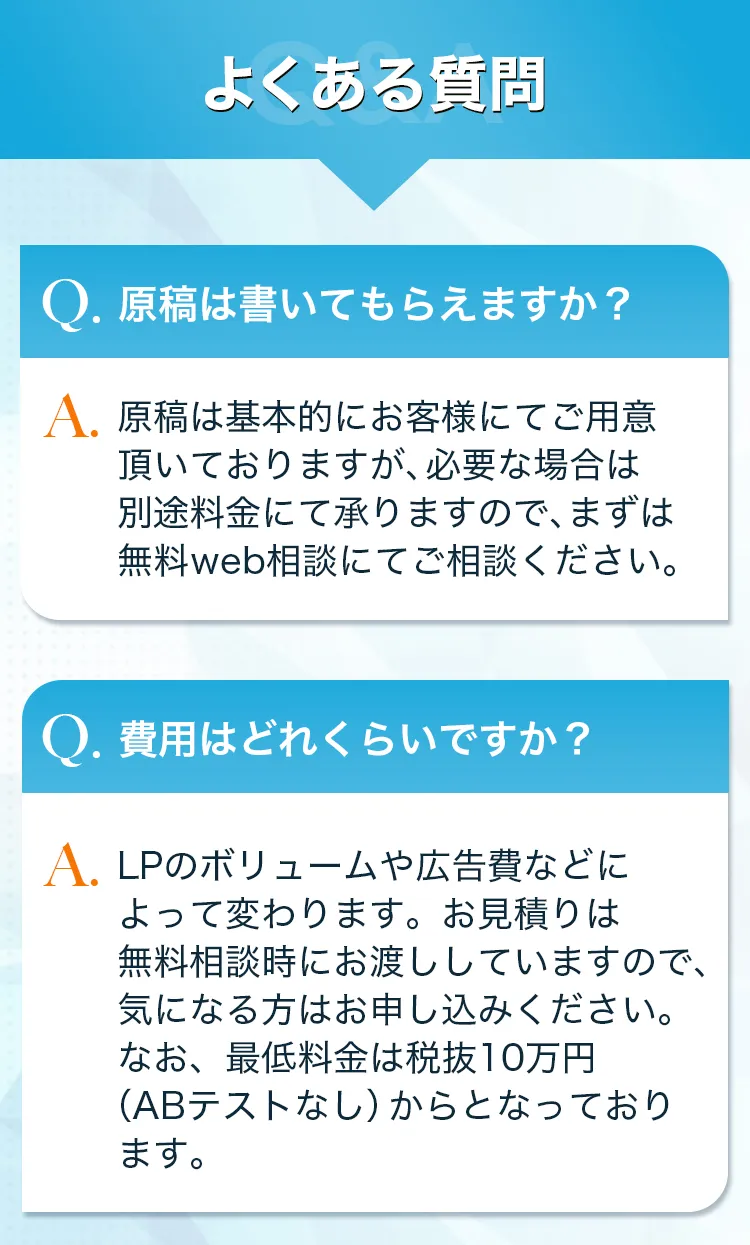 Q&A
よくある質問
Q. 原稿は書いてもらえますか？
A. 原稿は基本的にお客様にてご用意
頂いておりますが、必要な場合は
別途料金にて承りますので、まずは
無料web相談にてご相談ください。
Q. 費用はどれくらいですか？
A. LPのボリュームや広告費などに
よって変わります。お見積りは
無料相談時にお渡ししていますので、
気になる方はお申し込みください。
なお、最低料金は税抜10万円
（ABテストなし）からとなっており
ます。